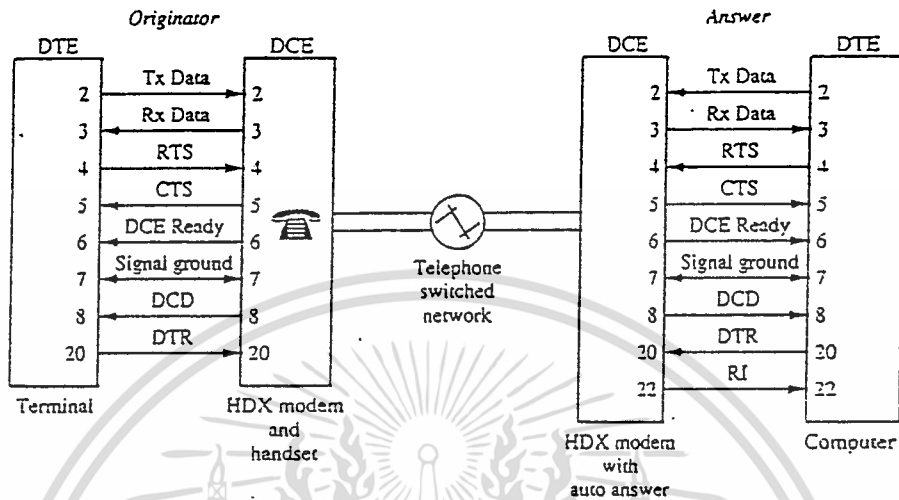 Originator Answer
DTE DCE DCE DTE
2 Tx Data 2 2 Tx Data 2
3 Rx Data 3 3 Rx Data 3
4 RTS 4 4 RTS 4
5 CTS 5 5 CTS 5
6 DCE Ready 6 6 DCE Ready 6
7 Signal ground 7 7 Signal ground 7
8 DCD 8 8 DCD 8
20 DTR 20 20 DTR 20
22 RI 22
Telephone
switched
network
Terminal
HDX modem
and
handset
HDX modem
with
auto answer
Computer